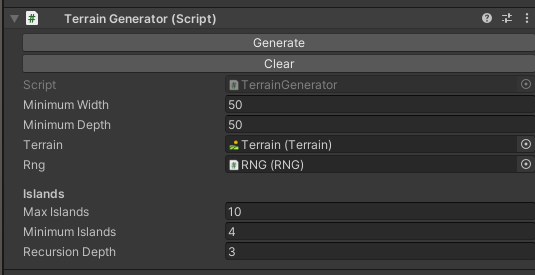 Terrain Generator (Script)
Generate
Clear
Script TerrainGenerator
Minimum Width 50
Minimum Depth 50
Terrain Terrain (Terrain)
Rng RNG (RNG)
Islands
Max Islands 10
Minimum Islands 4
Recursion Depth 3